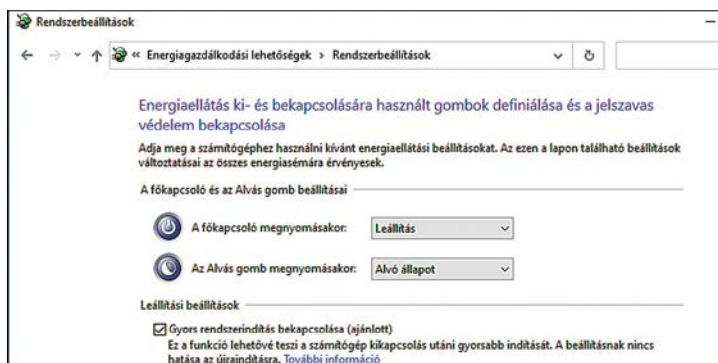 Rendszerbeállítások
« Energiagazdálkodási lehetőségek > Rendszerbeállítások
Energiaellátás ki- és bekapcsolására használt gombok definiálása és a jelszavas
védelem bekapcsolása
Adja meg a számítógéphez használni kívánt energiaellátási beállításokat. Az ezen a lapon található beállítások
változtatásai az összes energiasémára érvényesek.
A főkapcsoló és az Alvás gomb beállításai
A főkapcsoló megnyomásakor: Leállítás
Az Alvás gomb megnyomásakor: Alvó állapot
Leállítási beállítások
Gyors rendszerindítás bekapcsolása (ajánlott)
Ez a funkció lehetővé teszi a számítógép kikapcsolás utáni gyorsabb indítását. A beállításnak nincs
hatása az újraindításra. További információ